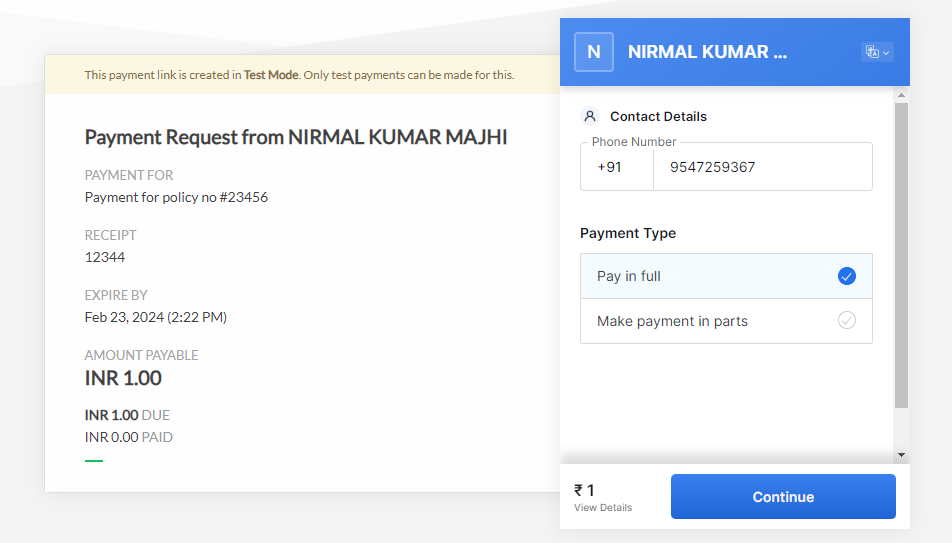 This payment link is created in Test Mode. Only test payments can be made for this.
Payment Request from NIRMAL KUMAR MAJHI
PAYMENT FOR
Payment for policy no #23456
RECEIPT
12344
EXPIRE BY
Feb 23, 2024 (2:22 PM)
AMOUNT PAYABLE
INR 1.00
INR 1.00 DUE
INR 0.00 PAID
N
NIRMAL KUMAR ...
Contact Details
Phone Number
+91 9547259367
Payment Type
Pay in full
Make payment in parts
₹ 1
View Details
Continue